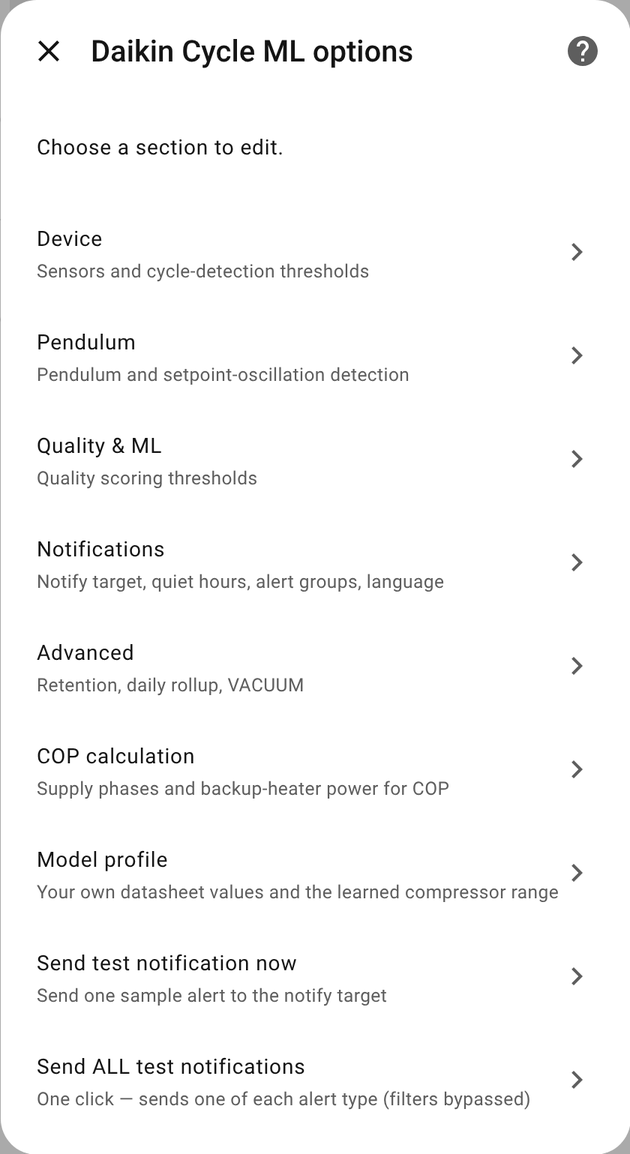 Daikin Cycle ML options
Choose a section to edit.
Device
Sensors and cycle-detection thresholds
Pendulum
Pendulum and setpoint-oscillation detection
Quality & ML
Quality scoring thresholds
Notifications
Notify target, quiet hours, alert groups, language
Advanced
Retention, daily rollup, VACUUM
COP calculation
Supply phases and backup-heater power for COP
Model profile
Your own datasheet values and the learned compressor range
Send test notification now
Send one sample alert to the notify target
Send ALL test notifications
One click — sends one of each alert type (filters bypassed)